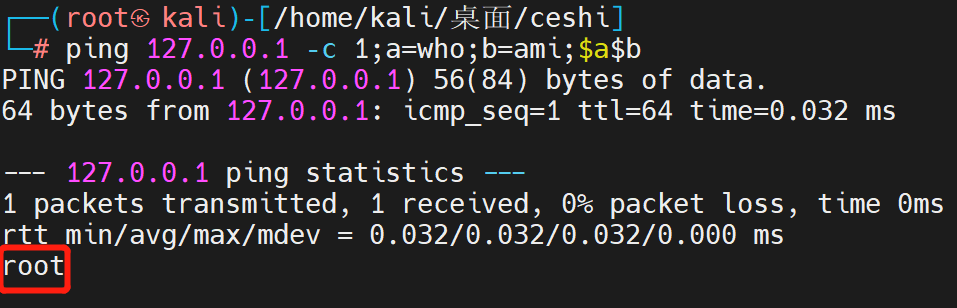 ┌──(root㉿kali)-[/home/kali/桌面/ceshi]
└─# ping 127.0.0.1 -c 1;a=who;b=ami;$a$b
PING 127.0.0.1 (127.0.0.1) 56(84) bytes of data.
64 bytes from 127.0.0.1: icmp_seq=1 ttl=64 time=0.032 ms
--- 127.0.0.1 ping statistics ---
1 packets transmitted, 1 received, 0% packet loss, time 0ms
rtt min/avg/max/mdev = 0.032/0.032/0.032/0.000 ms
root